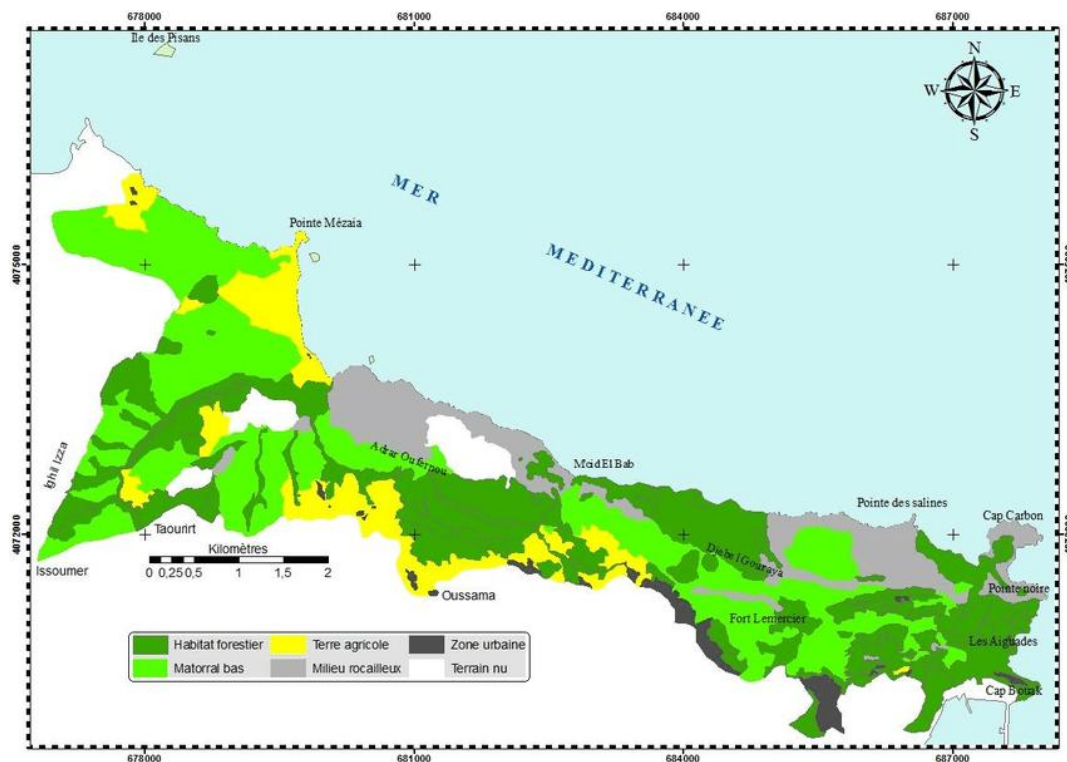 678000 681000 684000 687000
Ile des Pisans
N
W E
S
MER
Pointe Mézaia
4075000
MEDITERRANEE
Ighil Izza
Adrar Oufernou
Mcid El Bab
Pointe des salines
Cap Carbon
4072000
Taourirt
Kilomètres
0 0,25 0,5 1 1,5 2
Issoumer
Djebel Gouraya
Pointe noire
Oussama
Fort Lemercier
Les Aiguades
Habitat forestier Terre agricole Zone urbaine
Matorral bas Milieu rocailleux Terrain nu
Cap Bouak
678000 681000 684000 687000